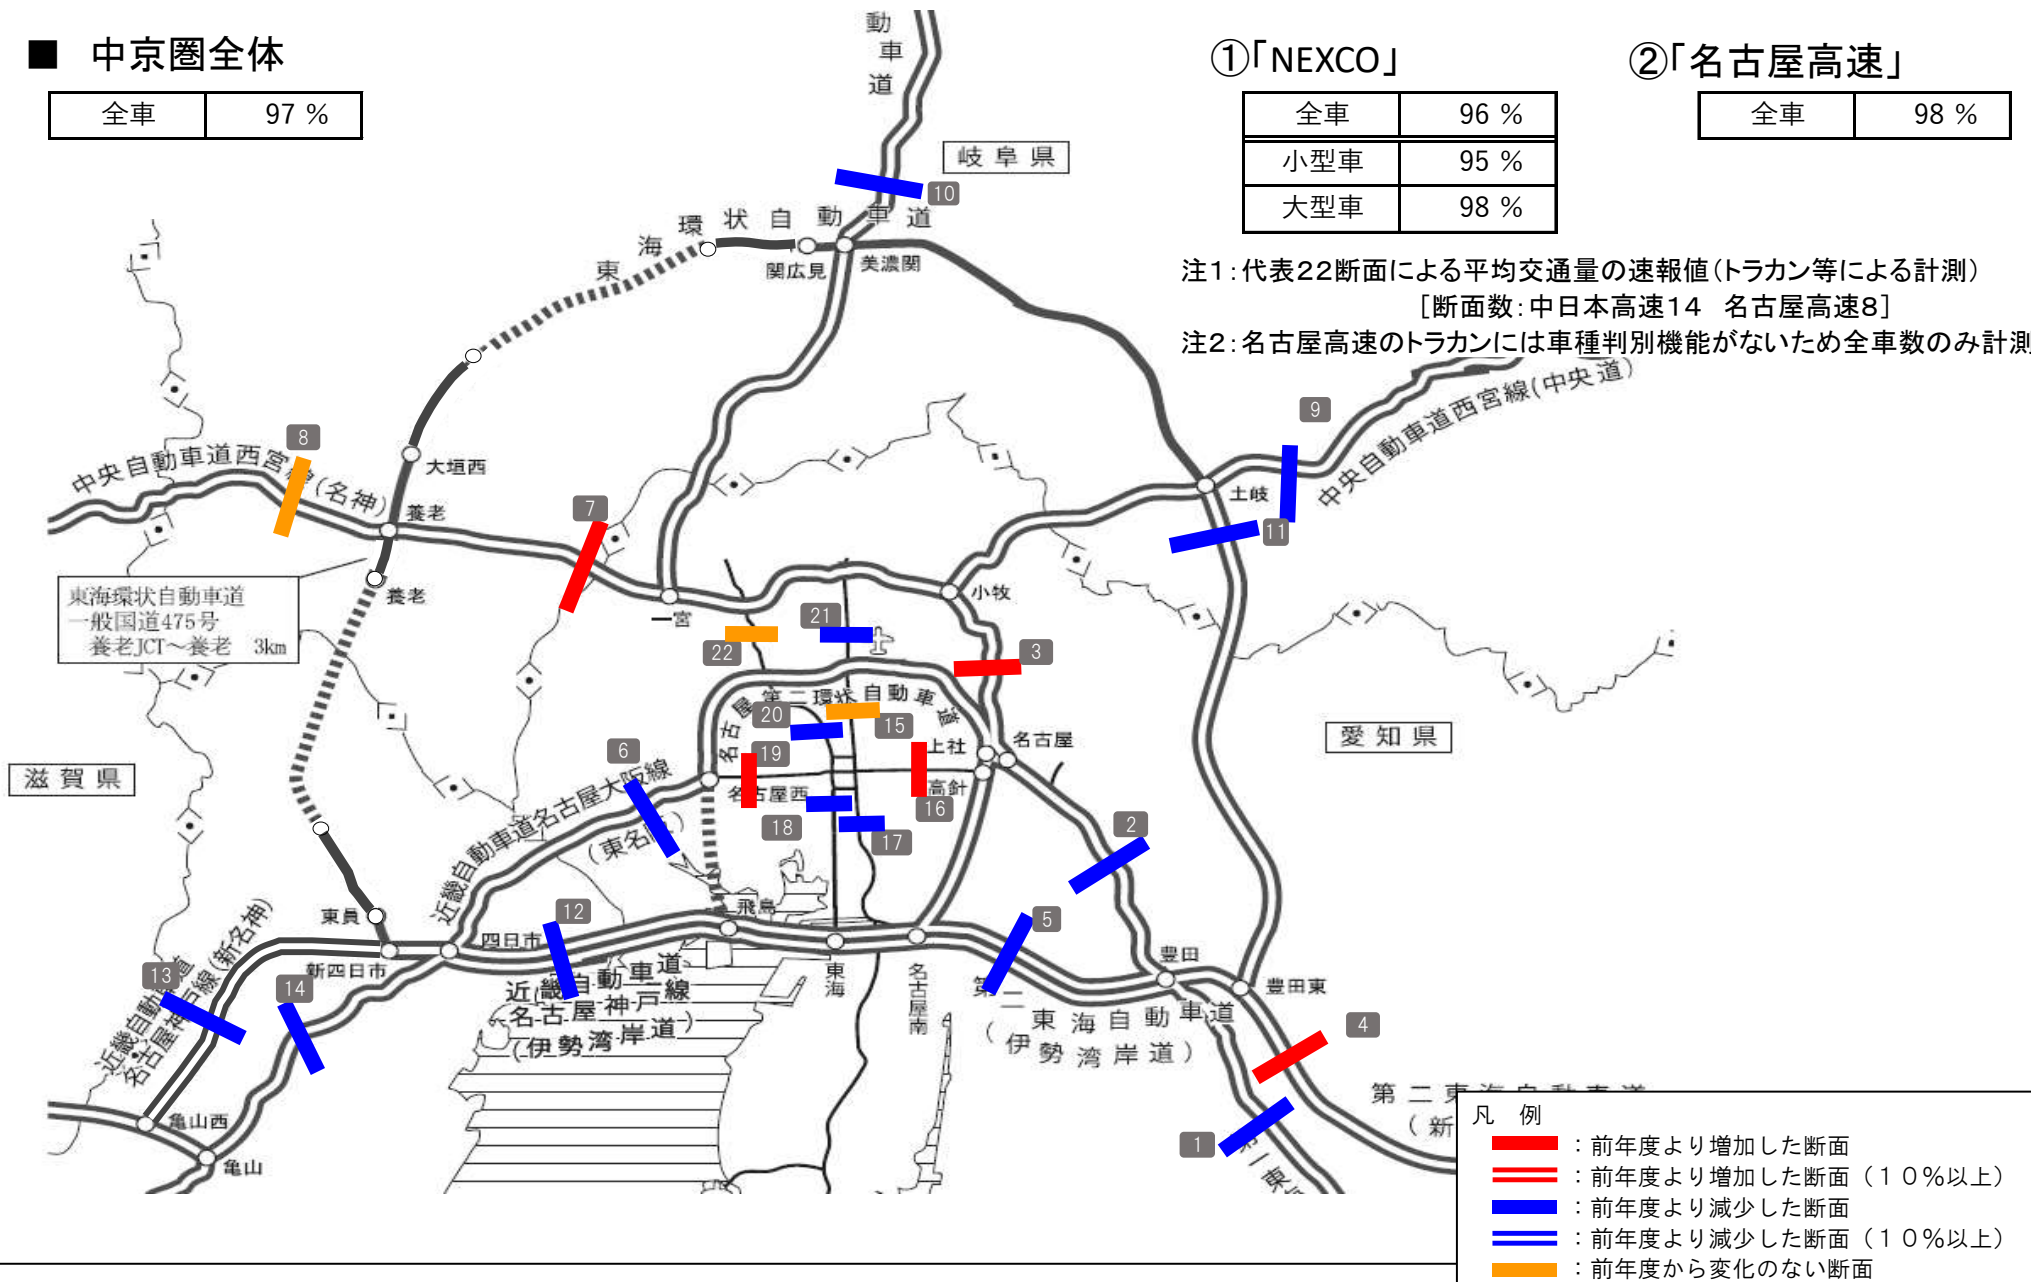 ■ 中京圏全体
全車 97 %
①「NEXCO」
全車 96 %
小型車 95 %
大型車 98 %
②「名古屋高速」
全車 98 %
注1:代表22断面による平均交通量の速報値(トラカン等による計測)
[断面数:中日本高速14 名古屋高速8]
注2:名古屋高速のトラカンには車種判別機能がないため全車数のみ計測
動車道
岐阜県
10
東海環状自動車道
関広見
美濃関
9
中央自動車道西宮線(中央道)
8
中央自動車道西宮線(名神)
大垣西
養老
7
土岐
11
養老
東海環状自動車道
一般国道475号
養老JCT～養老 3km
一宮
小牧
21
22
3
名古屋第二環状自動車道
20
15
19
上社
名古屋
愛知県
滋賀県
6
名古屋西
高針
16
18
17
2
近畿自動車道名古屋大阪線
(東名阪)
12
飛島
5
東員
四日市
新四日市
東海
名古屋南
豊田
豊田東
13
14
近畿自動車道
名古屋神戸線(新名神)
近畿自動車道
名古屋神戸線
(伊勢湾岸道)
第二東海自動車道
(伊勢湾岸道)
4
第二東海自動車道
(新
1
亀山西
亀山
凡 例
:前年度より増加した断面
:前年度より増加した断面(10%以上)
:前年度より減少した断面
:前年度より減少した断面(10%以上)
:前年度から変化のない断面